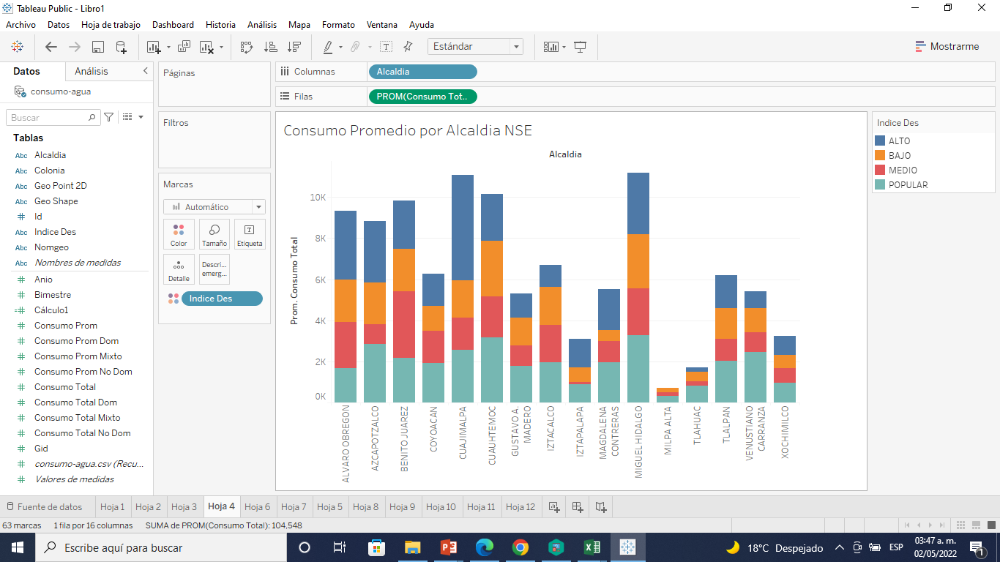 Tableau Public - Libro1
Archivo Datos Hoja de trabajo Dashboard Historia Análisis Mapa Formato Ventana Ayuda
Estándar
Mostrarme
Datos
Análisis
consumo-agua
Buscar
Tablas
Abc Alcaldia
Abc Colonia
Abc Geo Point 2D
Abc Geo Shape
# Id
Abc Indice Des
Abc Nomgeo
Abc Nombres de medidas
# Anio
# Bimestre
=# Cálculo1
# Consumo Prom
# Consumo Prom Dom
# Consumo Prom Mixto
# Consumo Prom No Dom
# Consumo Total
# Consumo Total Dom
# Consumo Total Mixto
# Consumo Total No Dom
# Gid
# consumo-agua.csv (Recu...
# Valores de medidas
Páginas
Filtros
Marcas
Automático
Color
Tamaño
Etiqueta
Detalle
Descri...
emerg...
Indice Des
Columnas
Alcaldia
Filas
PROM(Consumo Tot..
Consumo Promedio por Alcaldia NSE
Alcaldia
Prom. Consumo Total
10K
8K
6K
4K
2K
0K
ALVARO OBREGON
AZCAPOTZALCO
BENITO JUAREZ
COYOACAN
CUAJIMALPA
CUAUHTEMOC
GUSTAVO A.
MADERO
IZTACALCO
IZTAPALAPA
MAGDALENA
CONTRERAS
MIGUEL HIDALGO
MILPA ALTA
TLAHUAC
TLALPAN
VENUSTIANO
CARRANZA
XOCHIMILCO
Indice Des
ALTO
BAJO
MEDIO
POPULAR
Fuente de datos Hoja 1 Hoja 2 Hoja 3 Hoja 4 Hoja 6 Hoja 7 Hoja 5 Hoja 8 Hoja 9 Hoja 10 Hoja 11 Hoja 12
63 marcas 1 fila por 16 columnas SUMA de PROM(Consumo Total): 104,548
Escribe aquí para buscar
18°C Despejado
ESP
03:47 a. m.
02/05/2022
1